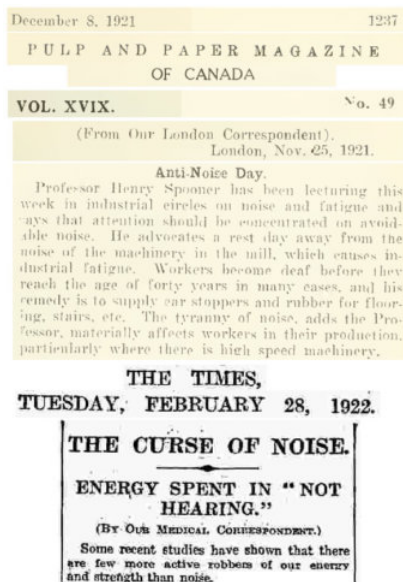 December 8, 1921 1237
PULP AND PAPER MAGAZINE
OF CANADA
VOL. XVIX. No. 49
(From Our London Correspondent).
London, Nov. 25, 1921.
Anti-Noise Day.
Professor Henry Spooner has been lecturing this
week in industrial circles on noise and fatigue and
says that attention should be concentrated on avoid-
able noise. He advocates a rest day away from the
noise of the machinery in the mill, which causes in-
dustrial fatigue. Workers become deaf before they
reach the age of forty years in many cases, and his
remedy is to supply ear stoppers and rubber for floor-
ing, stairs, etc. The tyranny of noise, adds the Pro-
fessor, materially affects workers in their production,
particularly where there is high speed machinery.
THE TIMES,
TUESDAY, FEBRUARY 28, 1922.
THE CURSE OF NOISE.
ENERGY SPENT IN "NOT
HEARING."
(BY OUR MEDICAL CORRESPONDENT.)
Some recent studies have shown that there
are few more active robbers of our energy
and strength than noise.